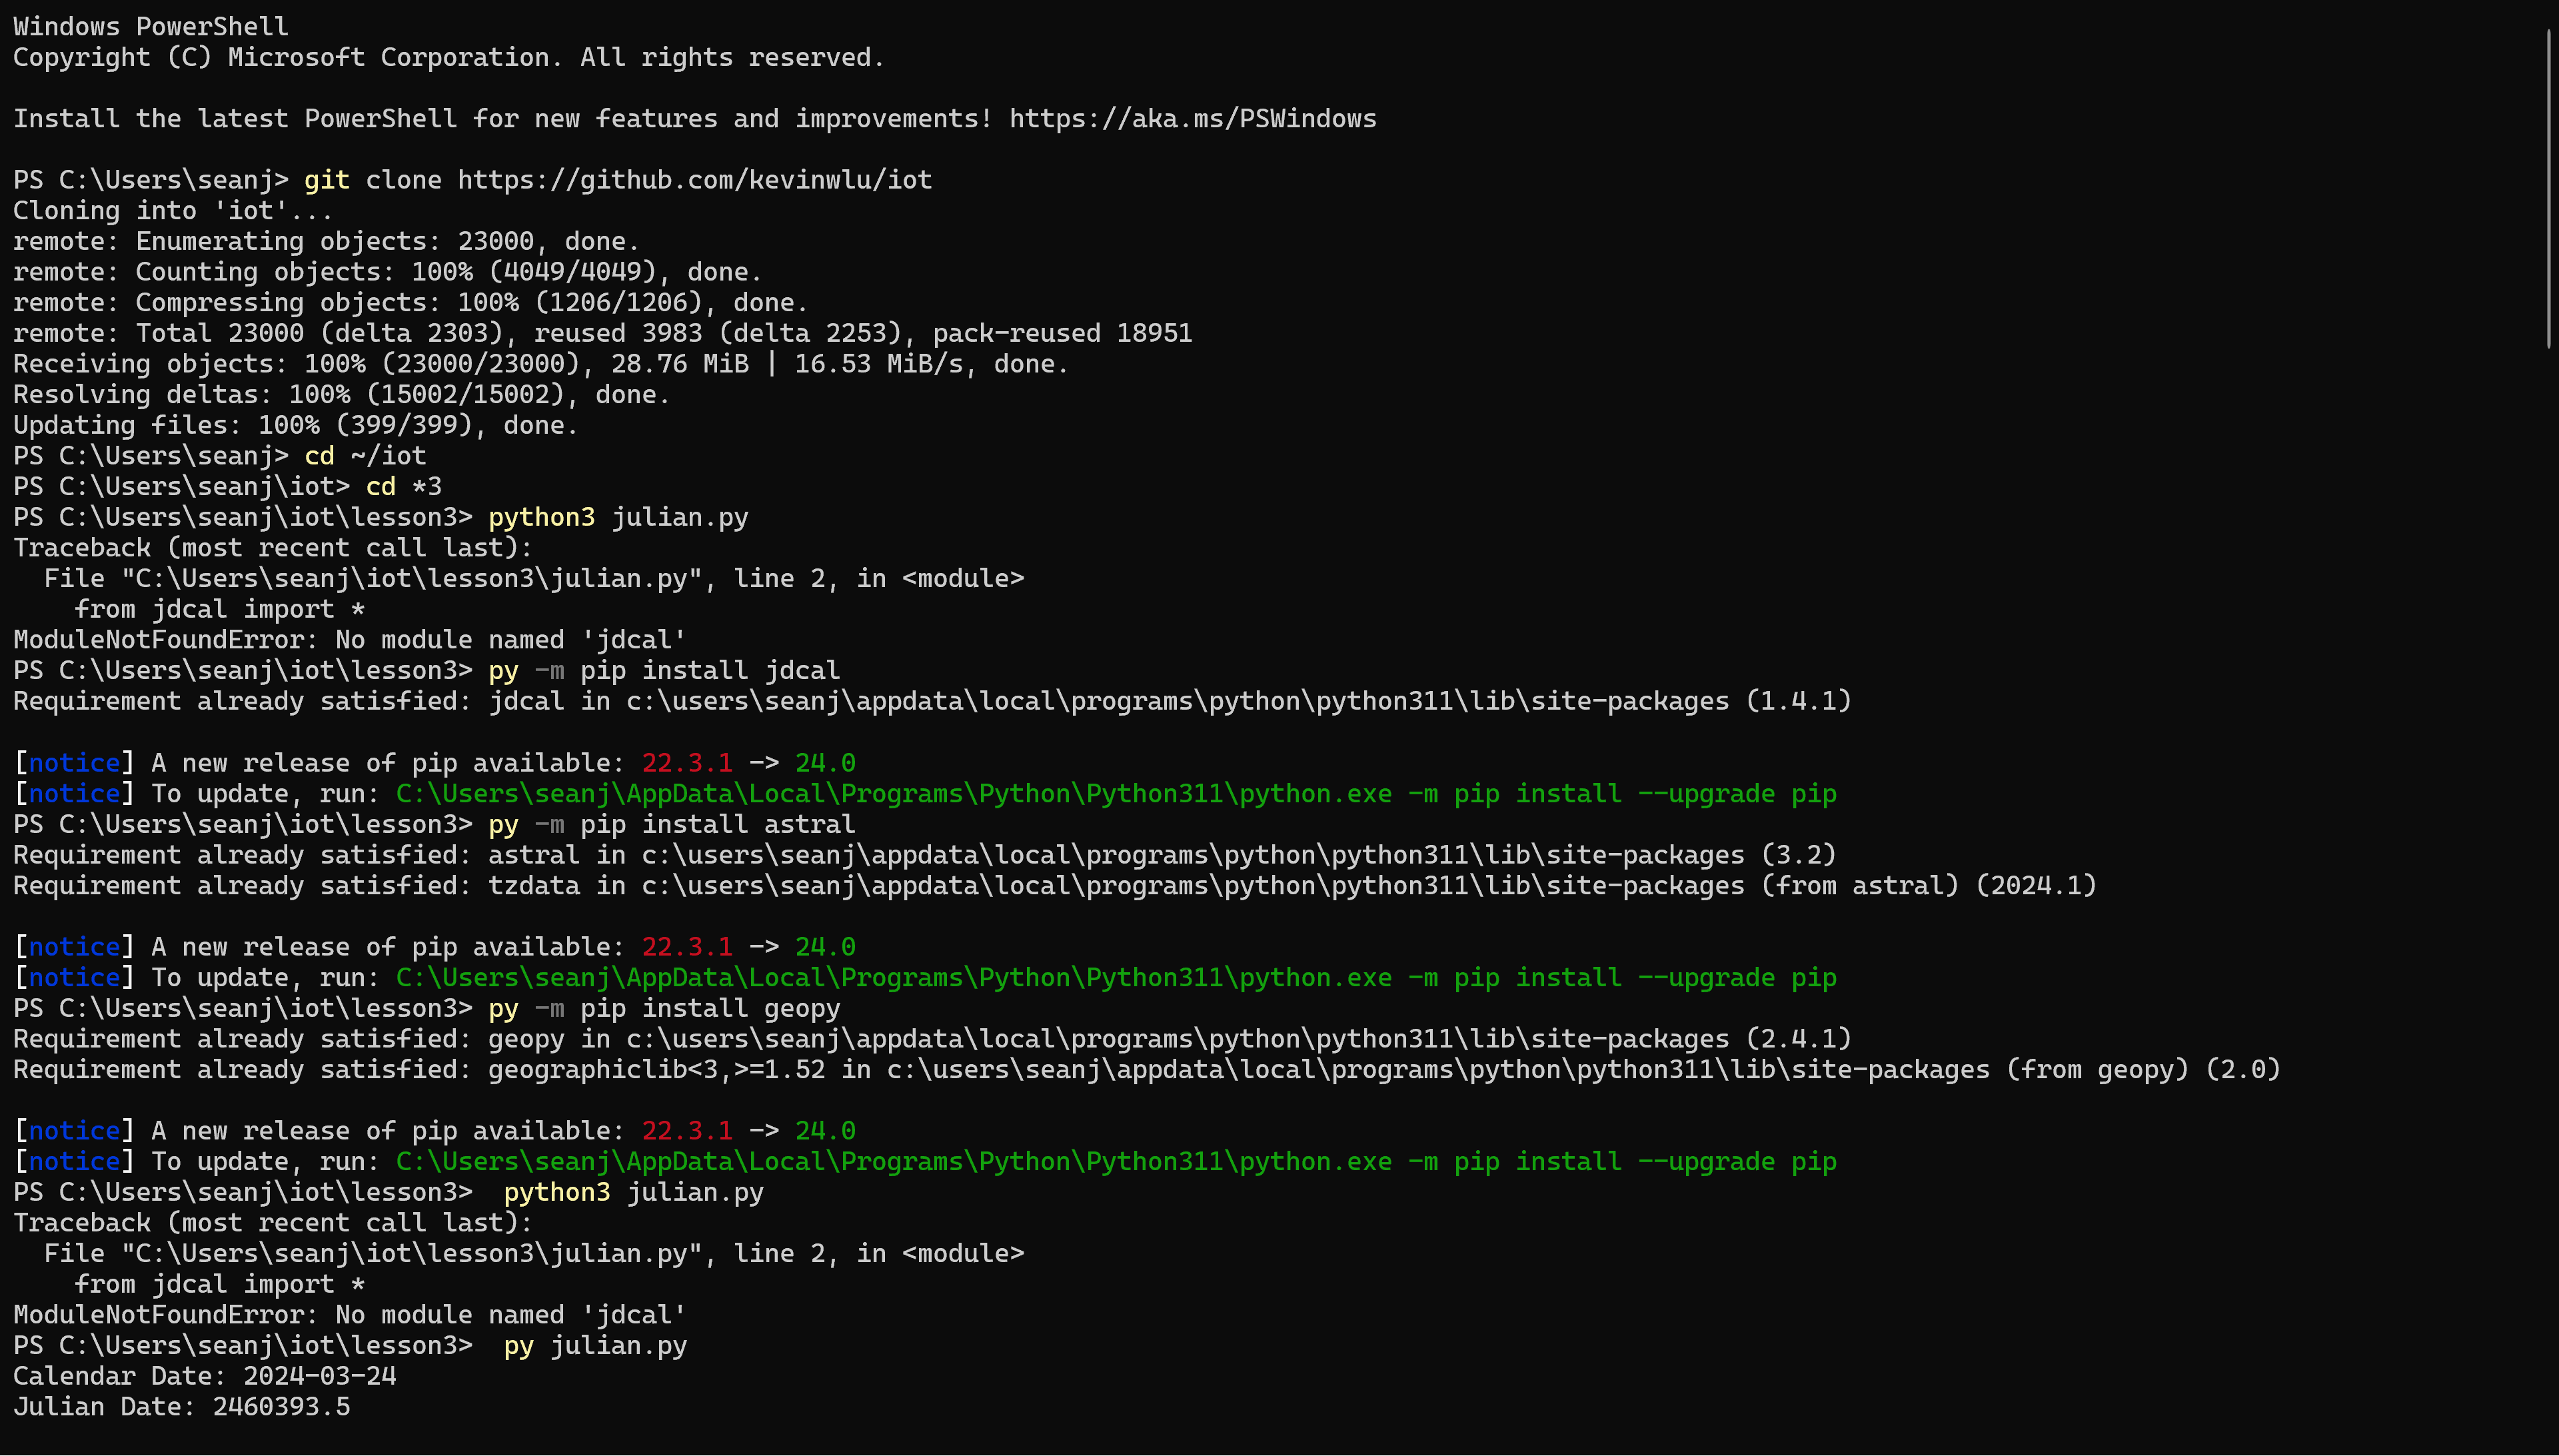 Windows PowerShell
Copyright (C) Microsoft Corporation. All rights reserved.
Install the latest PowerShell for new features and improvements! https://aka.ms/PSWindows
PS C:\Users\seanj> git clone https://github.com/kevinwlu/iot
Cloning into 'iot'...
remote: Enumerating objects: 23000, done.
remote: Counting objects: 100% (4049/4049), done.
remote: Compressing objects: 100% (1206/1206), done.
remote: Total 23000 (delta 2303), reused 3983 (delta 2253), pack-reused 18951
Receiving objects: 100% (23000/23000), 28.76 MiB | 16.53 MiB/s, done.
Resolving deltas: 100% (15002/15002), done.
Updating files: 100% (399/399), done.
PS C:\Users\seanj> cd ~/iot
PS C:\Users\seanj\iot> cd *3
PS C:\Users\seanj\iot\lesson3> python3 julian.py
Traceback (most recent call last):
  File "C:\Users\seanj\iot\lesson3\julian.py", line 2, in <module>
    from jdcal import *
ModuleNotFoundError: No module named 'jdcal'
PS C:\Users\seanj\iot\lesson3> py -m pip install jdcal
Requirement already satisfied: jdcal in c:\users\seanj\appdata\local\programs\python\python311\lib\site-packages (1.4.1)
[notice] A new release of pip available: 22.3.1 -> 24.0
[notice] To update, run: C:\Users\seanj\AppData\Local\Programs\Python\Python311\python.exe -m pip install --upgrade pip
PS C:\Users\seanj\iot\lesson3> py -m pip install astral
Requirement already satisfied: astral in c:\users\seanj\appdata\local\programs\python\python311\lib\site-packages (3.2)
Requirement already satisfied: tzdata in c:\users\seanj\appdata\local\programs\python\python311\lib\site-packages (from astral) (2024.1)
[notice] A new release of pip available: 22.3.1 -> 24.0
[notice] To update, run: C:\Users\seanj\AppData\Local\Programs\Python\Python311\python.exe -m pip install --upgrade pip
PS C:\Users\seanj\iot\lesson3> py -m pip install geopy
Requirement already satisfied: geopy in c:\users\seanj\appdata\local\programs\python\python311\lib\site-packages (2.4.1)
Requirement already satisfied: geographiclib<3,>=1.52 in c:\users\seanj\appdata\local\programs\python\python311\lib\site-packages (from geopy) (2.0)
[notice] A new release of pip available: 22.3.1 -> 24.0
[notice] To update, run: C:\Users\seanj\AppData\Local\Programs\Python\Python311\python.exe -m pip install --upgrade pip
PS C:\Users\seanj\iot\lesson3>  python3 julian.py
Traceback (most recent call last):
  File "C:\Users\seanj\iot\lesson3\julian.py", line 2, in <module>
    from jdcal import *
ModuleNotFoundError: No module named 'jdcal'
PS C:\Users\seanj\iot\lesson3>  py julian.py
Calendar Date: 2024-03-24
Julian Date: 2460393.5